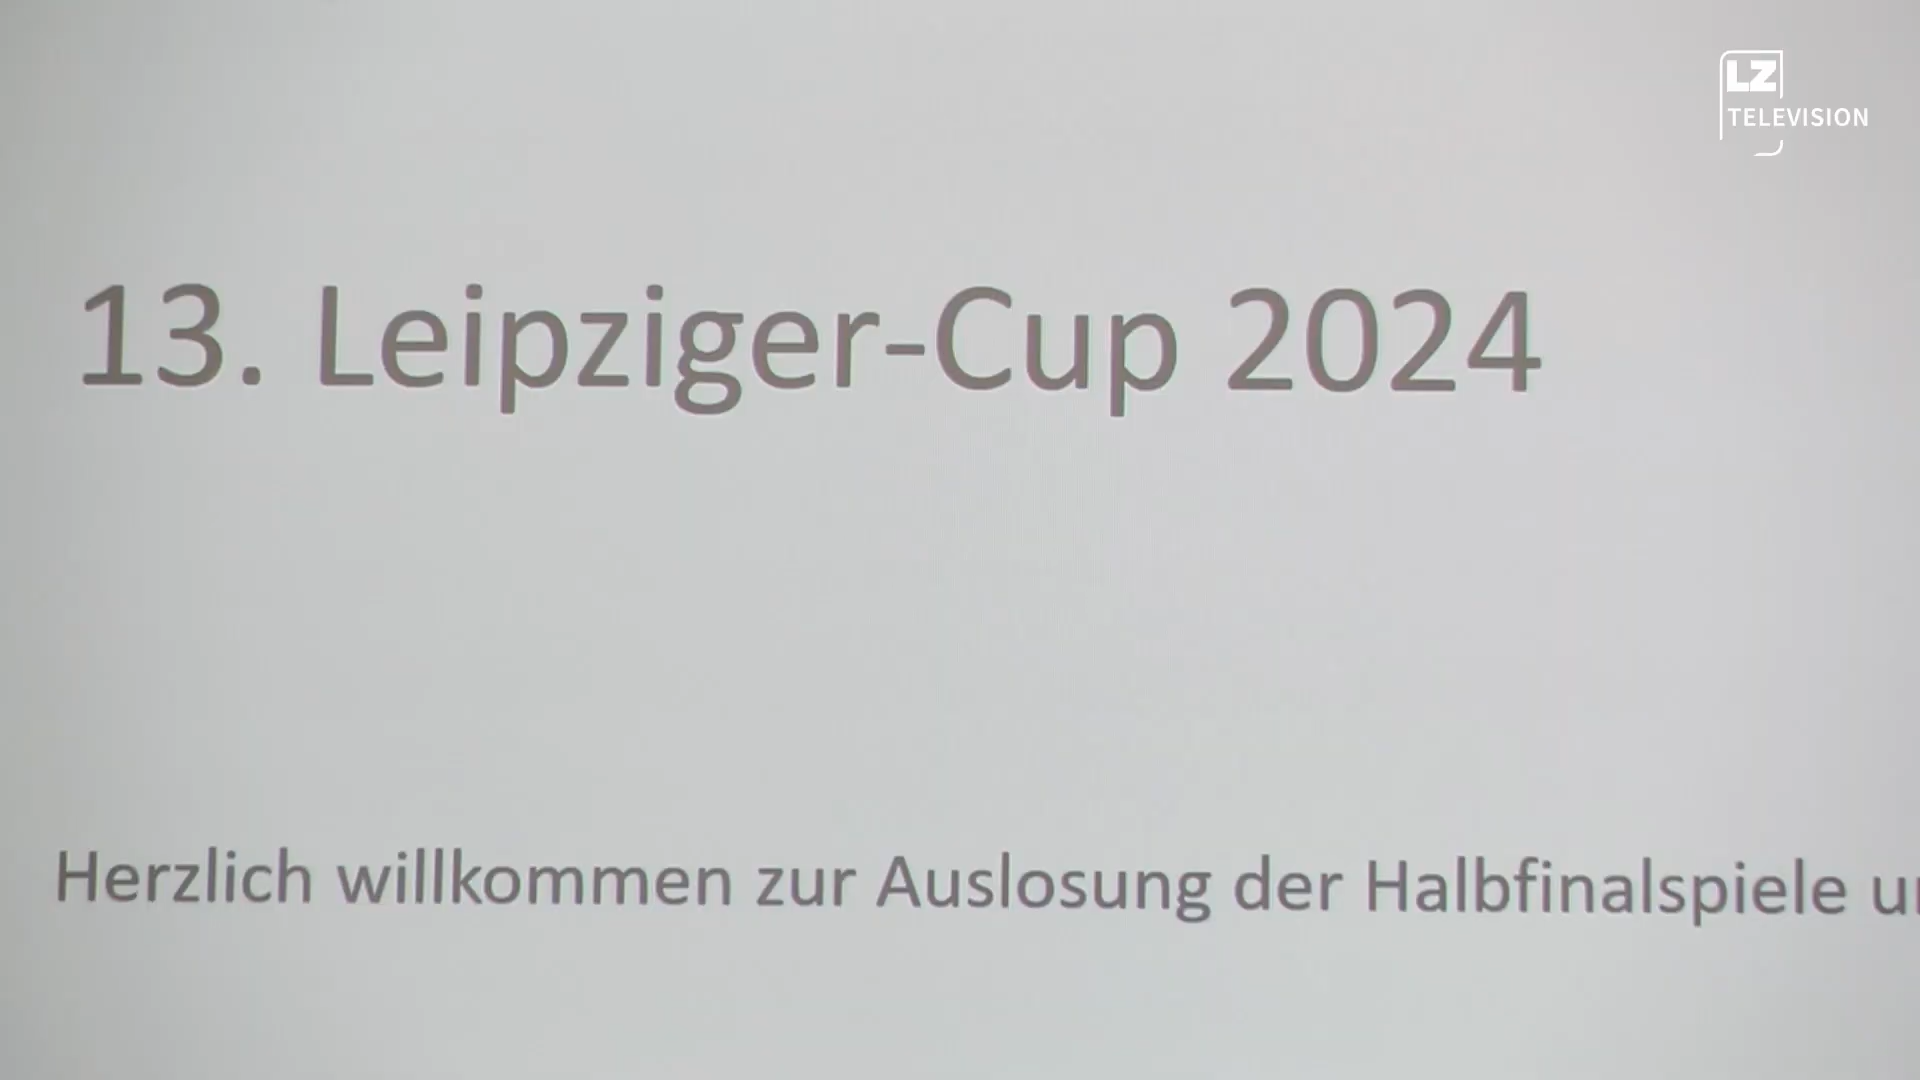 LZ
TELEVISION
13. Leipziger-Cup 2024
Herzlich willkommen zur Auslosung der Halbfinalspiele